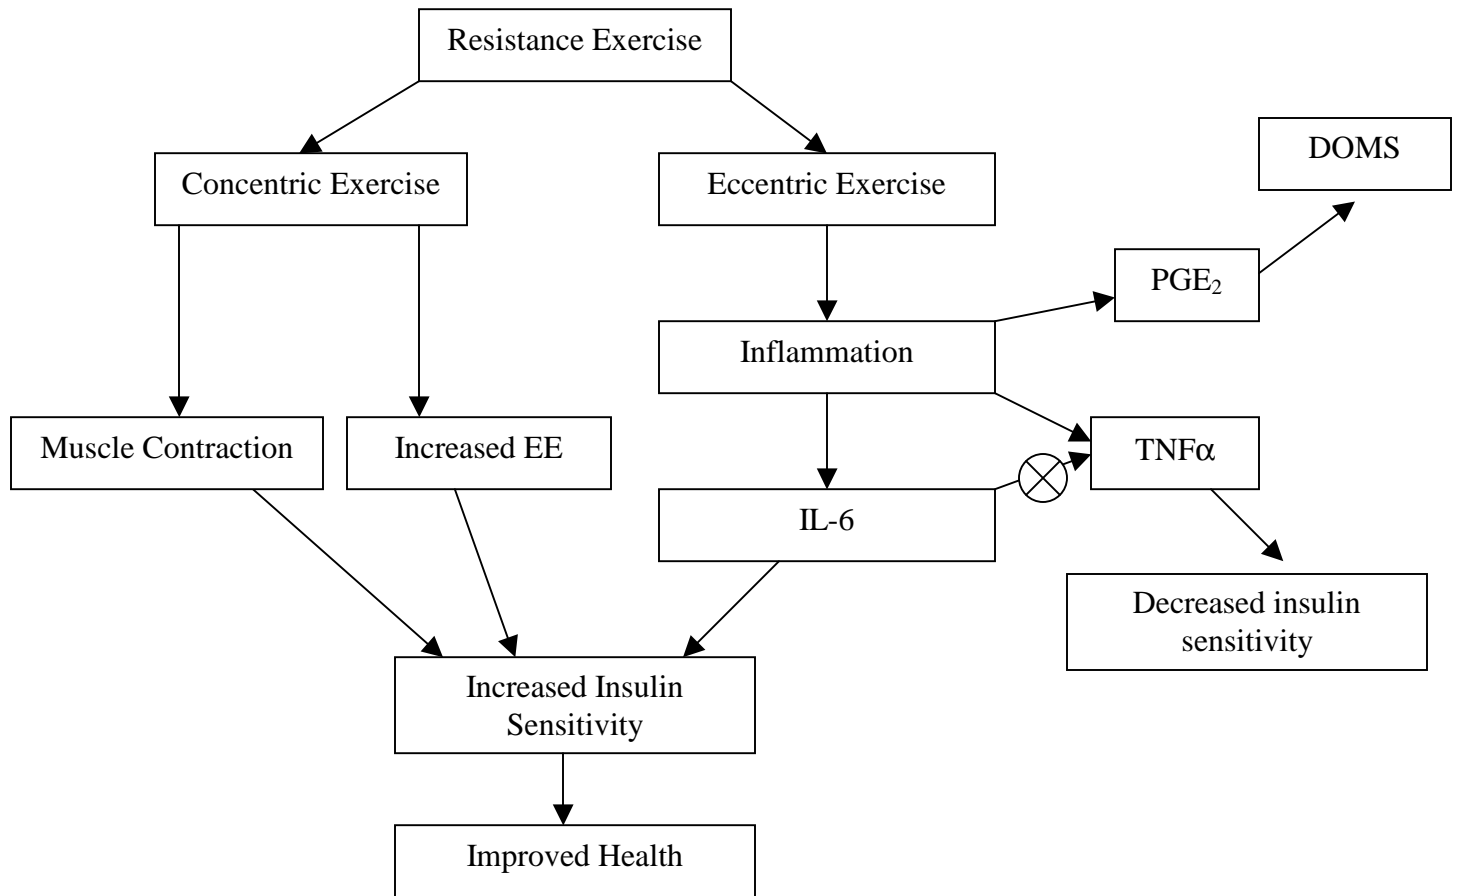 Resistance Exercise
DOMS
Concentric Exercise
Eccentric Exercise
PGE₂
Inflammation
Muscle Contraction
Increased EE
TNFα
IL-6
Decreased insulin
sensitivity
Increased Insulin
Sensitivity
Improved Health